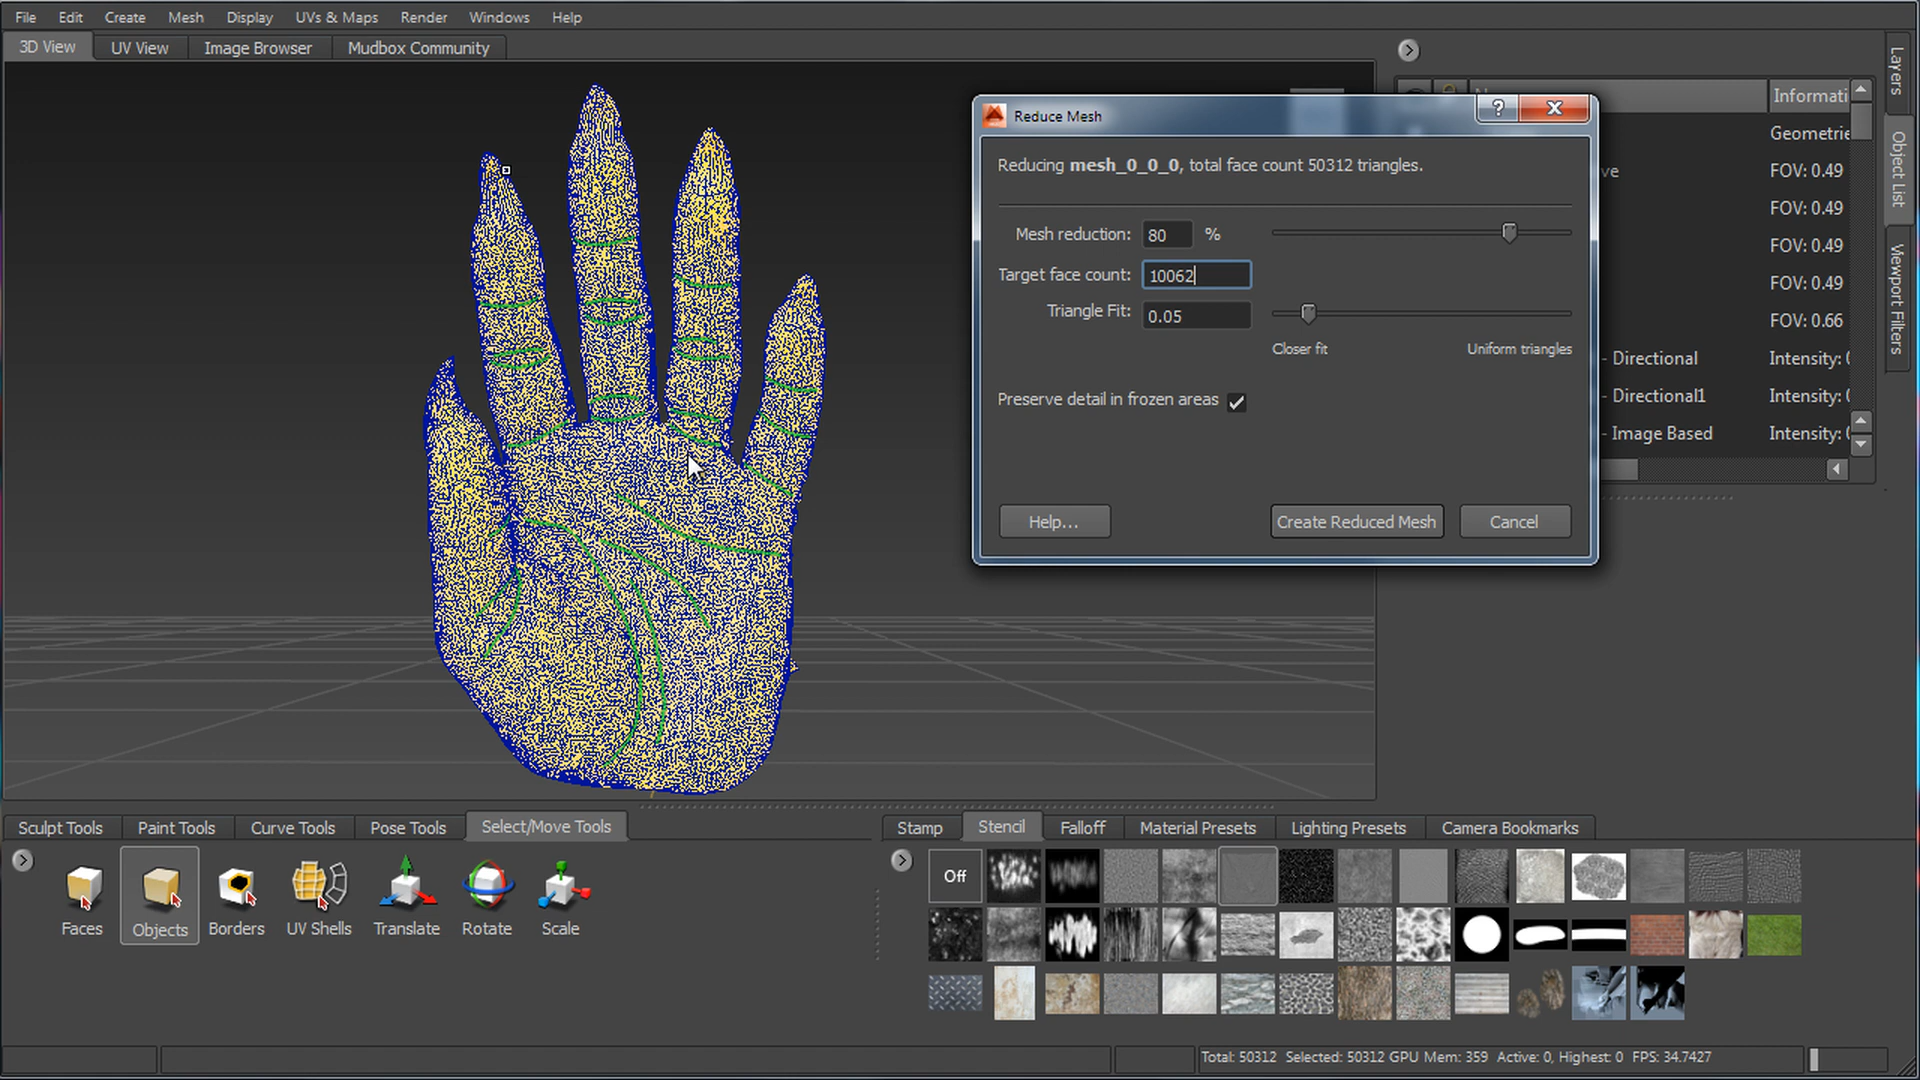 File Edit Create Mesh Display UVs & Maps Render Windows Help
3D View UV View Image Browser Mudbox Community
Layers
Object List
Viewport Filters
Informati
Geometrie
FOV: 0.49
FOV: 0.49
FOV: 0.49
FOV: 0.49
FOV: 0.66
- Directional Intensity:
- Directional1 Intensity:
- Image Based Intensity:
Reduce Mesh
Reducing mesh_0_0_0, total face count 50312 triangles.
Mesh reduction: 80 %
Target face count: 10062
Triangle Fit: 0.05
Closer fit Uniform triangles
Preserve detail in frozen areas
Help... Create Reduced Mesh Cancel
Sculpt Tools Paint Tools Curve Tools Pose Tools Select/Move Tools
Faces Objects Borders UV Shells Translate Rotate Scale
Stamp Stencil Falloff Material Presets Lighting Presets Camera Bookmarks
Off
Total: 50312 Selected: 50312 GPU Mem: 359 Active: 0, Highest: 0 FPS: 34.7427